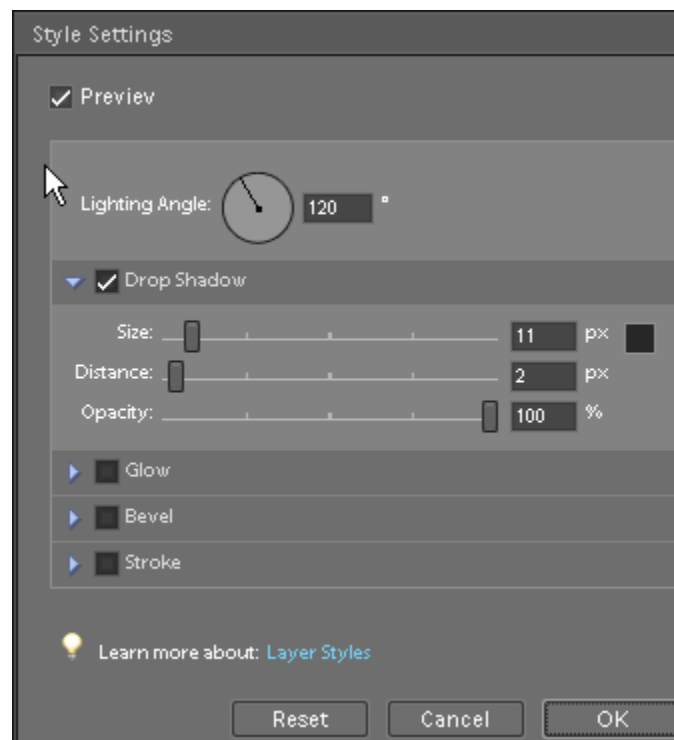 Style Settings
Previev
Lighting Angle: 120 °
Drop Shadow
Size: 11 px
Distance: 2 px
Opacity: 100 %
Glow
Bevel
Stroke
Learn more about: Layer Styles
Reset Cancel OK